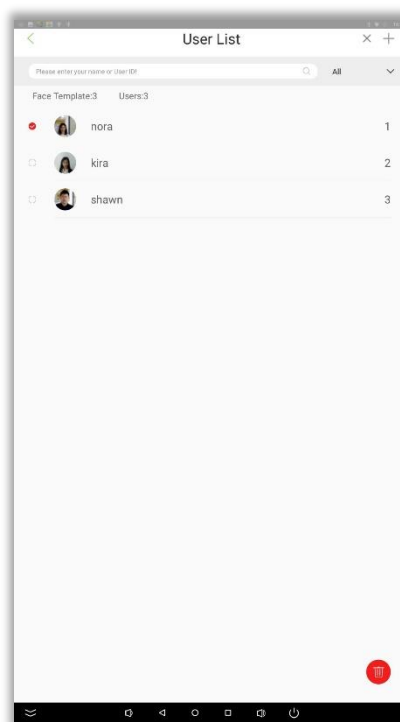 User List
Please enter your name or User ID!
All
Face Template:3 Users:3
nora 1
kira 2
shawn 3